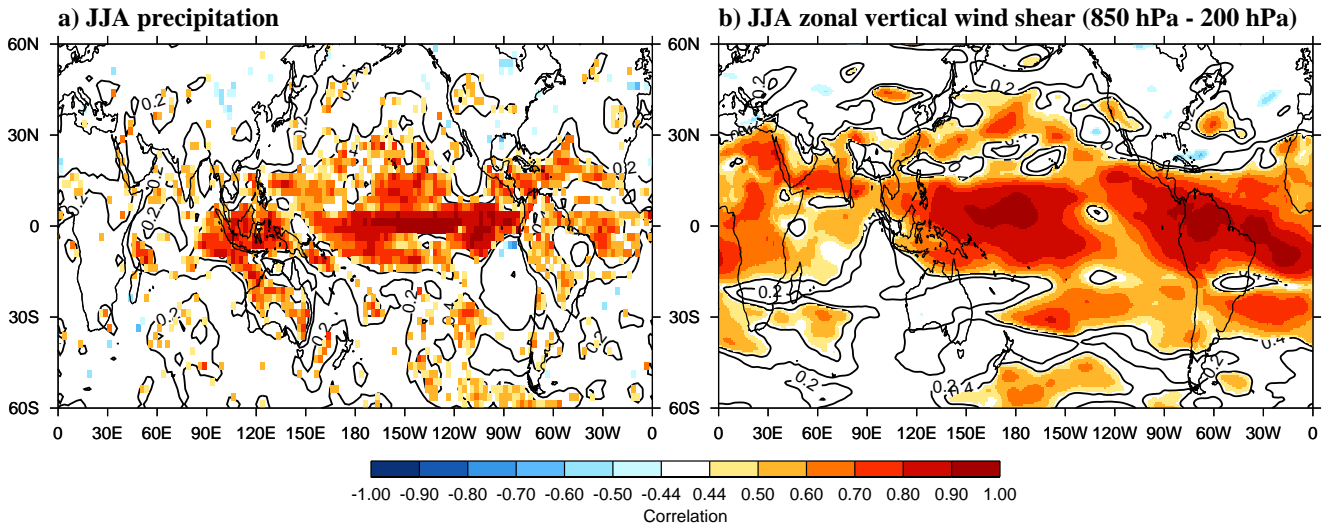 a) JJA precipitation
b) JJA zonal vertical wind shear (850 hPa - 200 hPa)
60N 30N 0 30S 60S
0 30E 60E 90E 120E 150E 180 150W 120W 90W 60W 30W 0
60N 30N 0 30S 60S
0 30E 60E 90E 120E 150E 180 150W 120W 90W 60W 30W 0
0.2 0.2 0.2 0.2 0.2 0.2
0.2 0.2 0.4 0.2
-1.00 -0.90 -0.80 -0.70 -0.60 -0.50 -0.44 0.44 0.50 0.60 0.70 0.80 0.90 1.00
Correlation